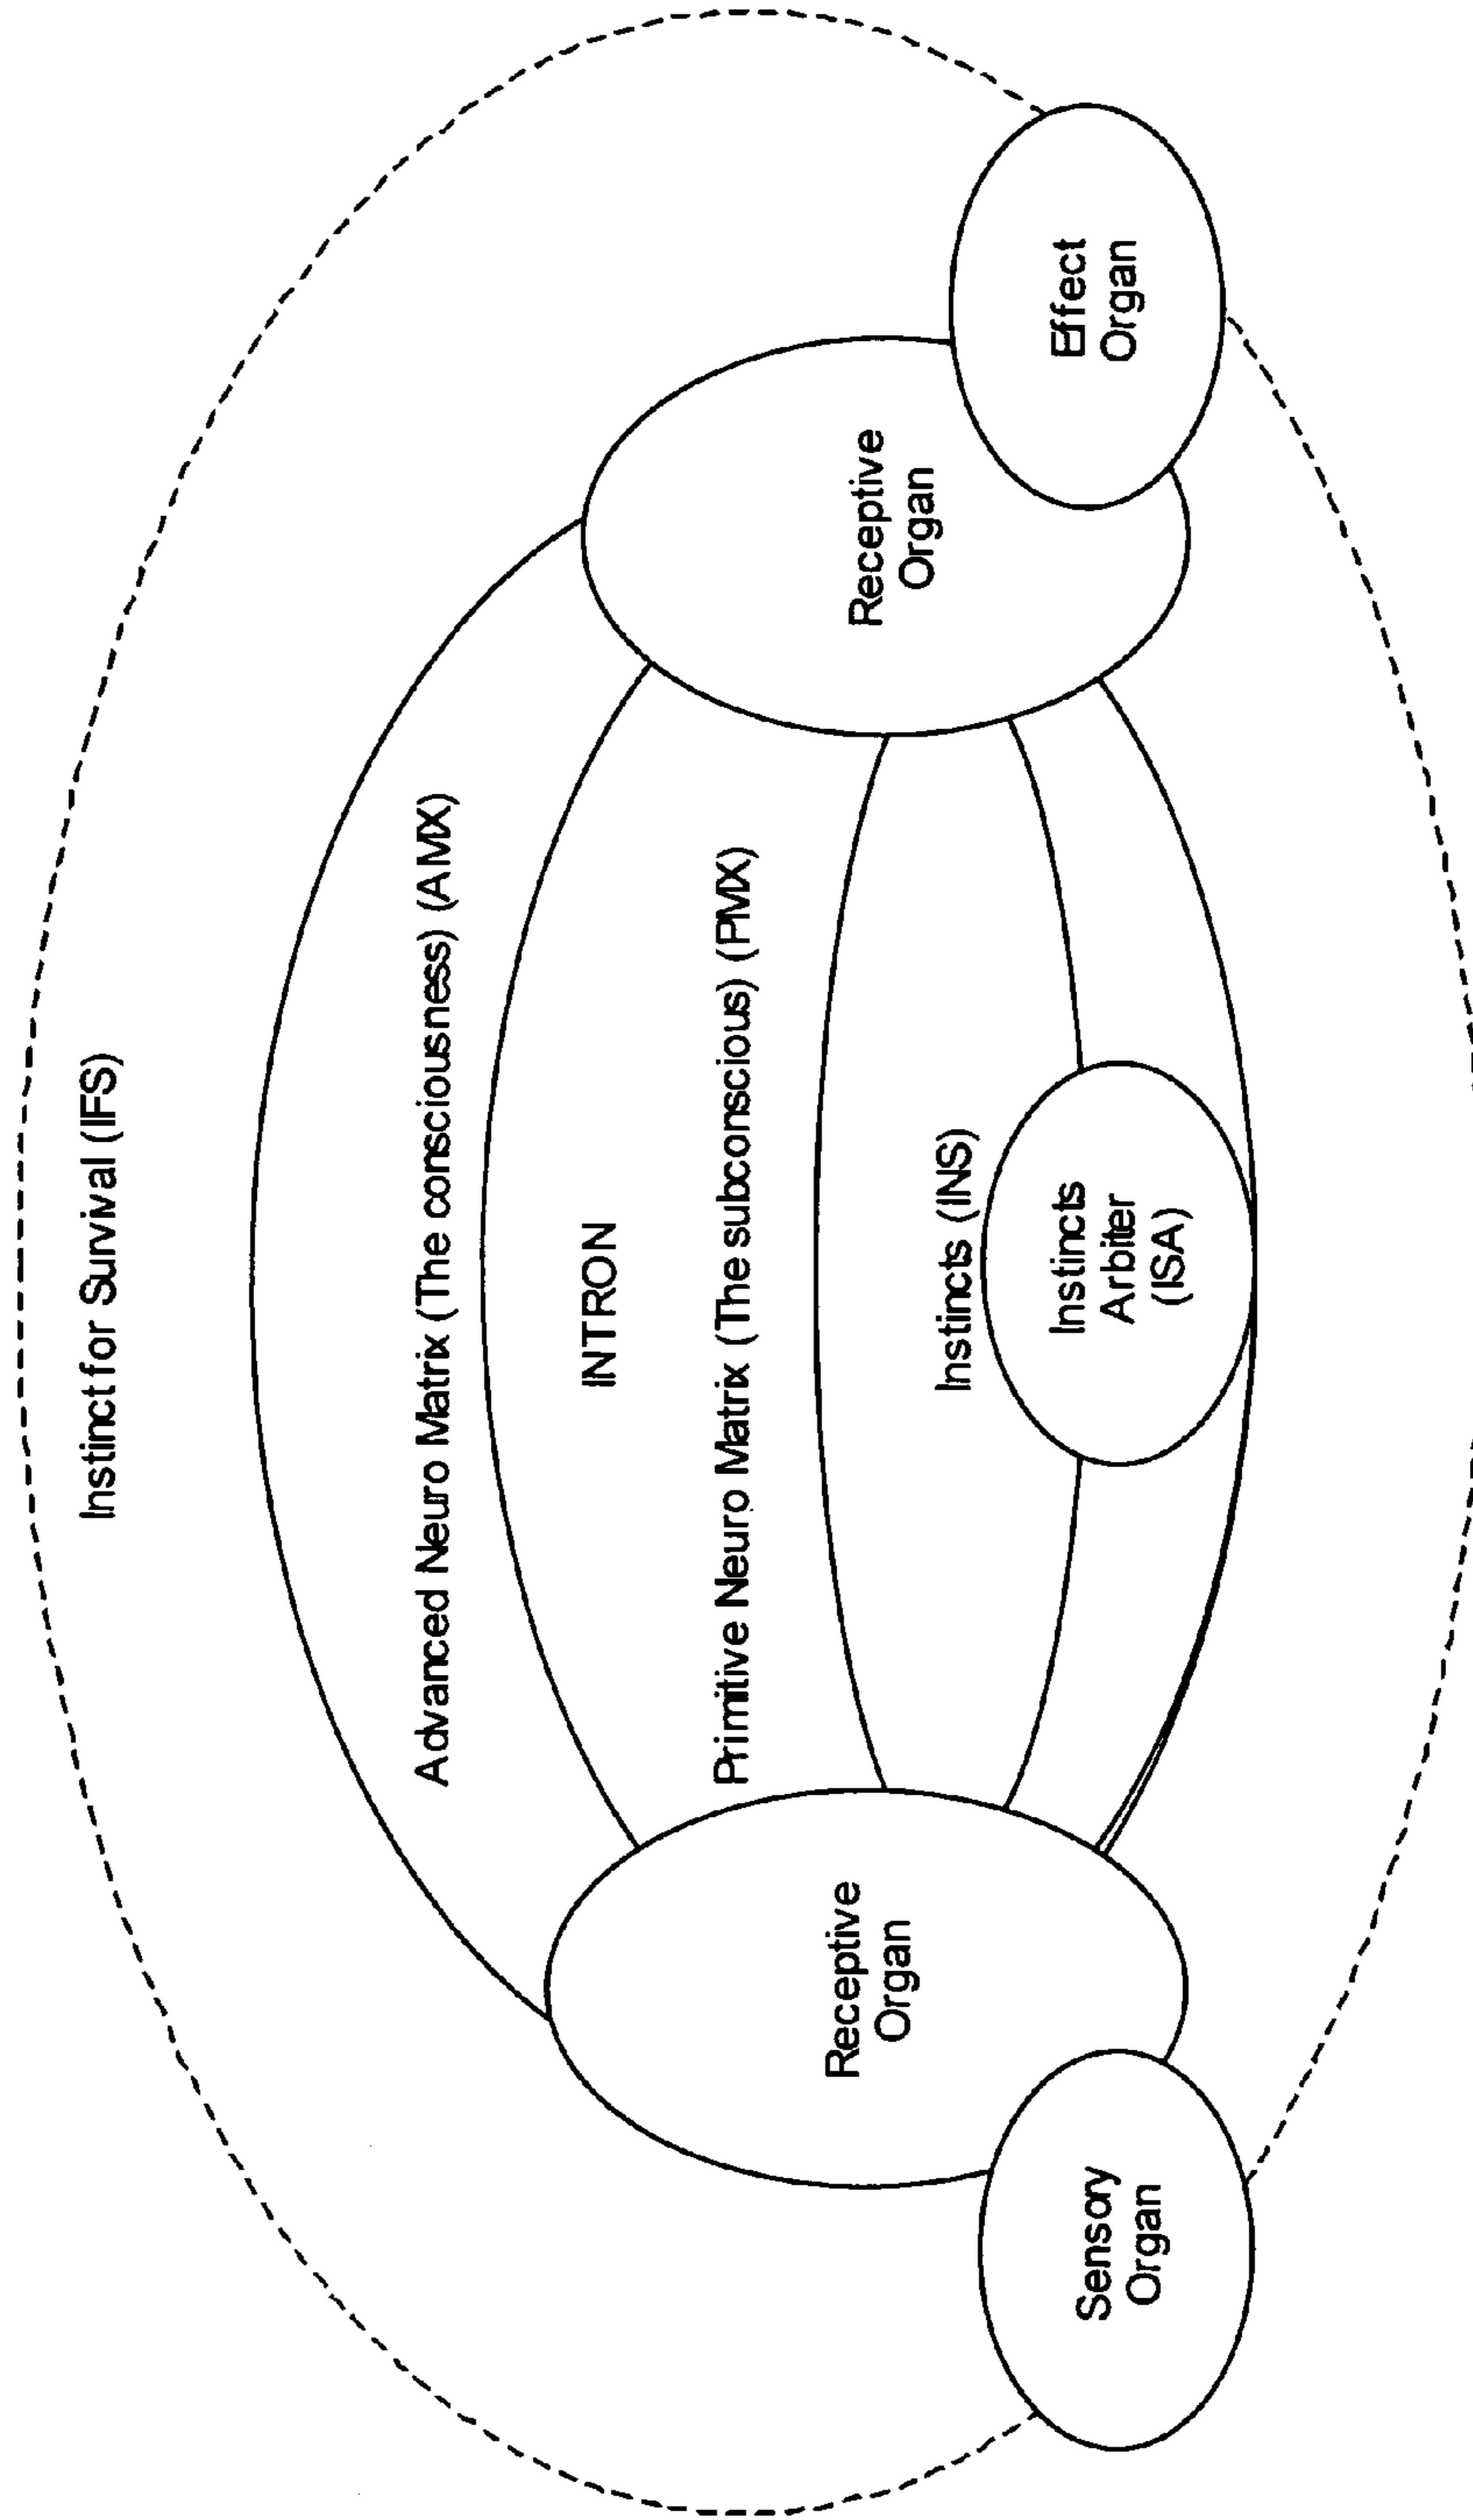 Instinct for Survival (IFS)
Advanced Neuro Matrix (The consciousness) (AMX)
INTRON
Primitive Neuro Matrix (The subconscious) (PMX)
Receptive
Organ
Receptive
Organ
Instincts (INS)
Instincts
Arbiter
(ISA)
Sensory
Organ
Effect
Organ